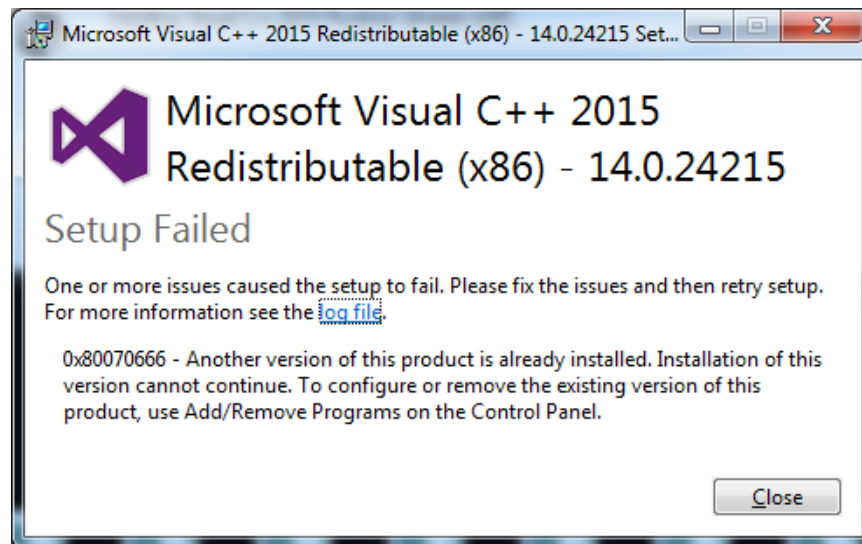 Microsoft Visual C++ 2015 Redistributable (x86) - 14.0.24215 Set...
Microsoft Visual C++ 2015
Redistributable (x86) - 14.0.24215
Setup Failed
One or more issues caused the setup to fail. Please fix the issues and then retry setup.
For more information see the log file.
0x80070666 - Another version of this product is already installed. Installation of this
version cannot continue. To configure or remove the existing version of this
product, use Add/Remove Programs on the Control Panel.
Close